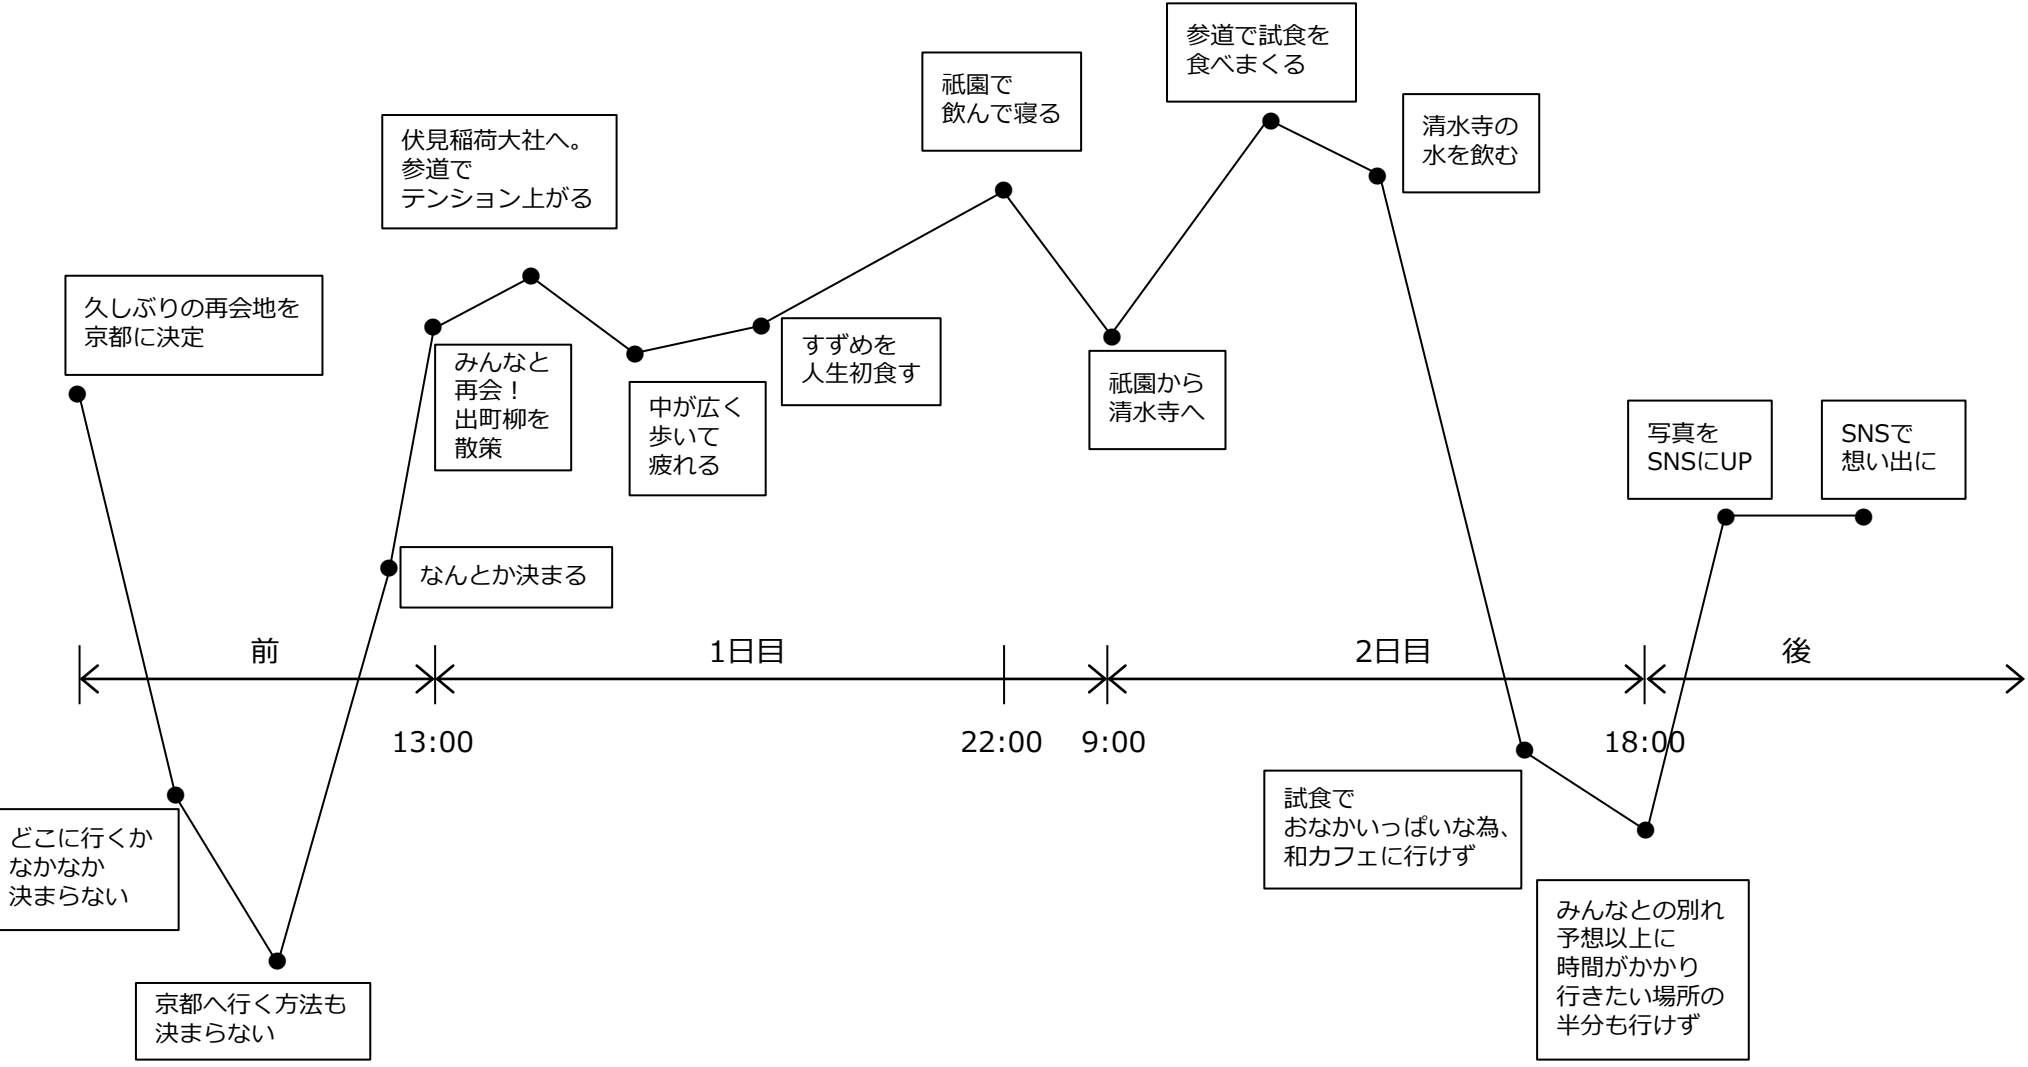 参道で試食を
食べまくる
祇園で
飲んで寝る
清水寺の
水を飲む
伏見稲荷大社へ。
参道で
テンション上がる
久しぶりの再会地を
京都に決定
みんなと
再会！
出町柳を
散策
すずめを
人生初食す
中が広く
歩いて
疲れる
祇園から
清水寺へ
写真を
SNSにUP
SNSで
想い出に
なんとか決まる
前
1日目
2日目
後
13:00
22:00
9:00
18:00
どこに行くか
なかなか
決まらない
試食で
おなかいっぱいな為、
和カフェに行けず
京都へ行く方法も
決まらない
みんなとの別れ
予想以上に
時間がかかり
行きたい場所の
半分も行けず